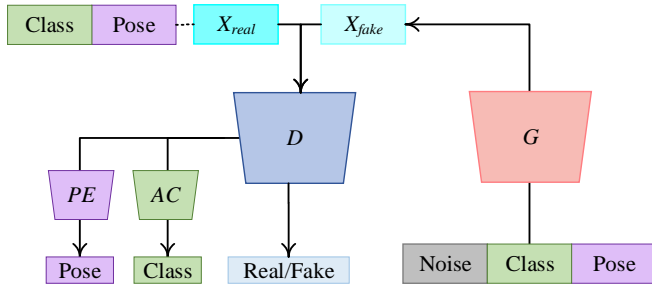 Class Pose X_real X_fake
D G
PE AC
Pose Class Real/Fake Noise Class Pose